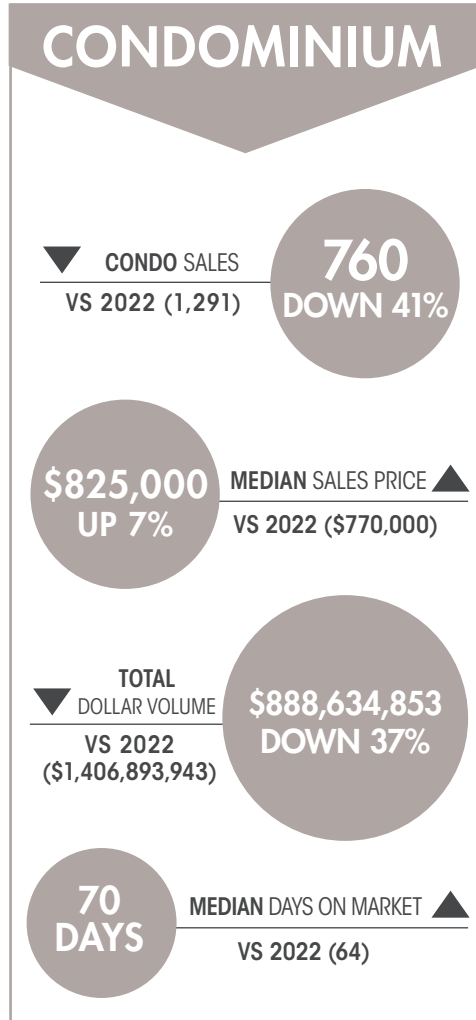 CONDOMINIUM
CONDO SALES
VS 2022 (1,291)
760
DOWN 41%
$825,000
UP 7%
MEDIAN SALES PRICE
VS 2022 ($770,000)
TOTAL
DOLLAR VOLUME
VS 2022
($1,406,893,943)
$888,634,853
DOWN 37%
70
DAYS
MEDIAN DAYS ON MARKET
VS 2022 (64)